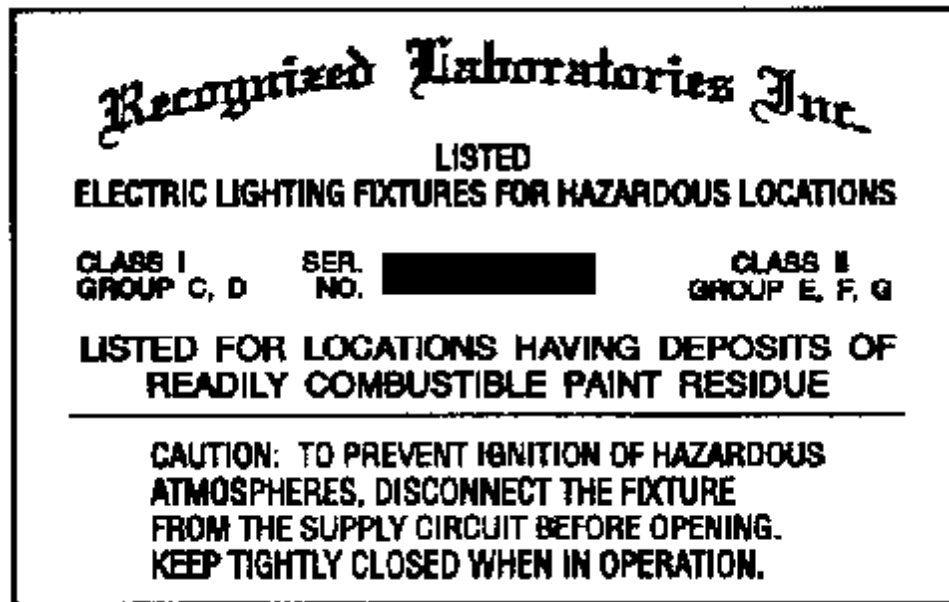 Recognized Laboratories Inc.
LISTED
ELECTRIC LIGHTING FIXTURES FOR HAZARDOUS LOCATIONS
CLASS I SER. CLASS II
GROUP C, D NO. GROUP E, F, G
LISTED FOR LOCATIONS HAVING DEPOSITS OF
READILY COMBUSTIBLE PAINT RESIDUE
CAUTION: TO PREVENT IGNITION OF HAZARDOUS
ATMOSPHERES, DISCONNECT THE FIXTURE
FROM THE SUPPLY CIRCUIT BEFORE OPENING.
KEEP TIGHTLY CLOSED WHEN IN OPERATION.